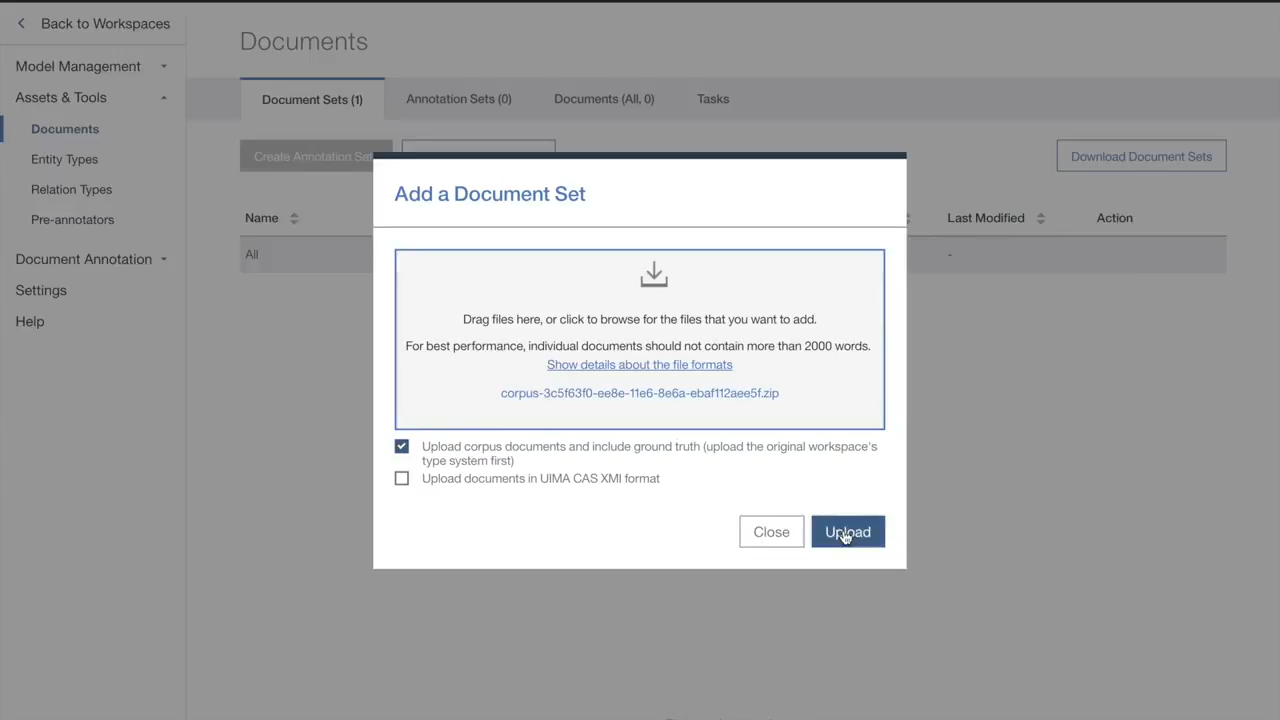 Back to Workspaces
Model Management
Assets & Tools
Documents
Entity Types
Relation Types
Pre-annotators
Document Annotation
Settings
Help
Documents
Document Sets (1)
Annotation Sets (0)
Documents (All, 0)
Tasks
Create Annotation Set
Download Document Sets
Name
Last Modified
Action
All
-
Add a Document Set
Drag files here, or click to browse for the files that you want to add.
For best performance, individual documents should not contain more than 2000 words.
Show details about the file formats
corpus-3c5f63f0-ee8e-11e6-8e6a-ebaf112aee5f.zip
Upload corpus documents and include ground truth (upload the original workspace's
type system first)
Upload documents in UIMA CAS XMI format
Close
Upload